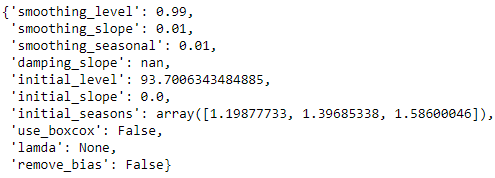 {'smoothing_level': 0.99,
 'smoothing_slope': 0.01,
 'smoothing_seasonal': 0.01,
 'damping_slope': nan,
 'initial_level': 93.7006343484885,
 'initial_slope': 0.0,
 'initial_seasons': array([1.19877733, 1.39685338, 1.58600046]),
 'use_boxcox': False,
 'lamda': None,
 'remove_bias': False}